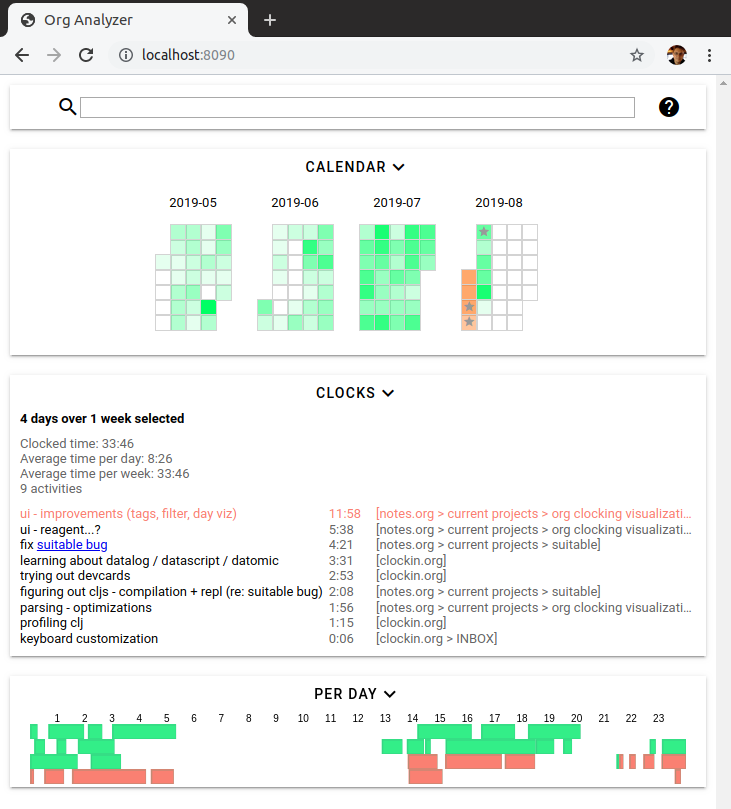 Org Analyzer
localhost:8090
CALENDAR
2019-05 2019-06 2019-07 2019-08
CLOCKS
4 days over 1 week selected
Clocked time: 33:46
Average time per day: 8:26
Average time per week: 33:46
9 activities
ui - improvements (tags, filter, day viz) 11:58 [notes.org > current projects > org clocking visualizati…
ui - reagent...? 5:38 [notes.org > current projects > org clocking visualizati…
fix suitable bug 4:21 [notes.org > current projects > suitable]
learning about datalog / datascript / datomic 3:31 [clockin.org]
trying out devcards 2:53 [clockin.org]
figuring out cljs - compilation + repl (re: suitable bug) 2:08 [notes.org > current projects > suitable]
parsing - optimizations 1:56 [notes.org > current projects > org clocking visualizati…
profiling clj 1:15 [clockin.org]
keyboard customization 0:06 [clockin.org > INBOX]
PER DAY
1 2 3 4 5 6 7 8 9 10 11 12 13 14 15 16 17 18 19 20 21 22 23